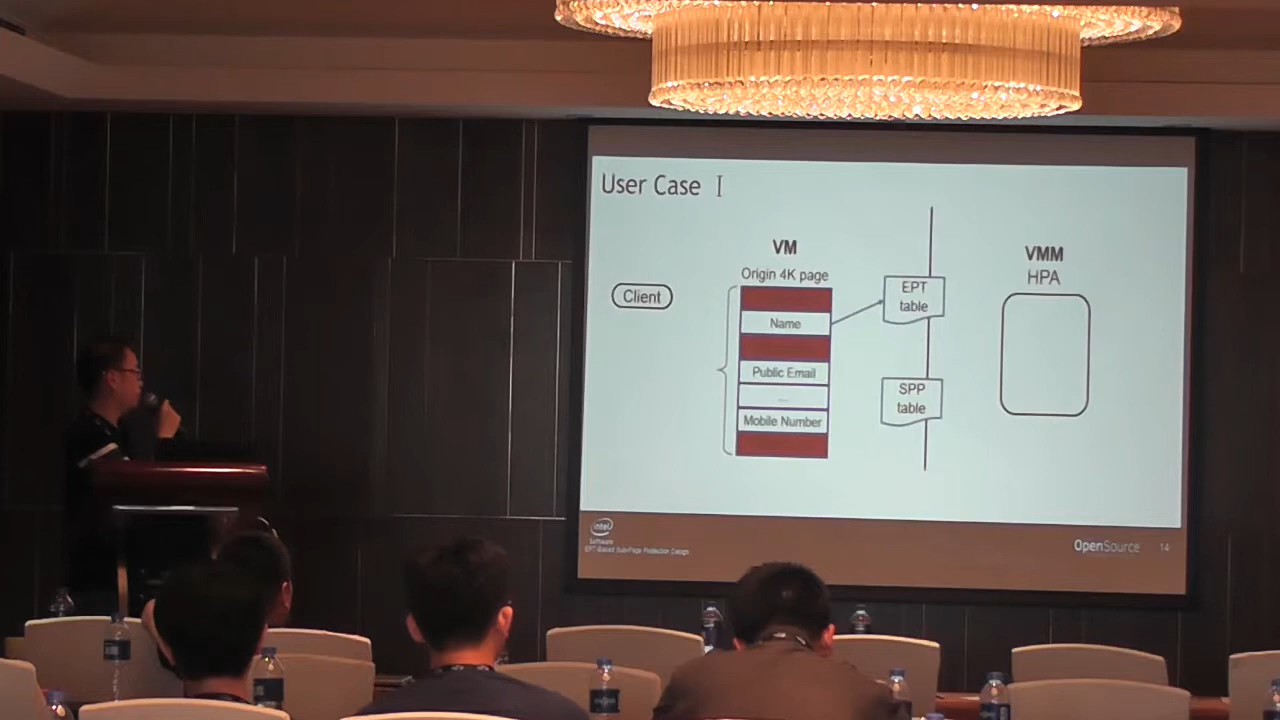 User Case
VM
Origin 4K page
Client
Name
Public Email
...
Mobile Number
EPT
table
SPP
table
VMM
HPA
intel
Software
EPT-Based Sub-Page Protection Design
OpenSource
14